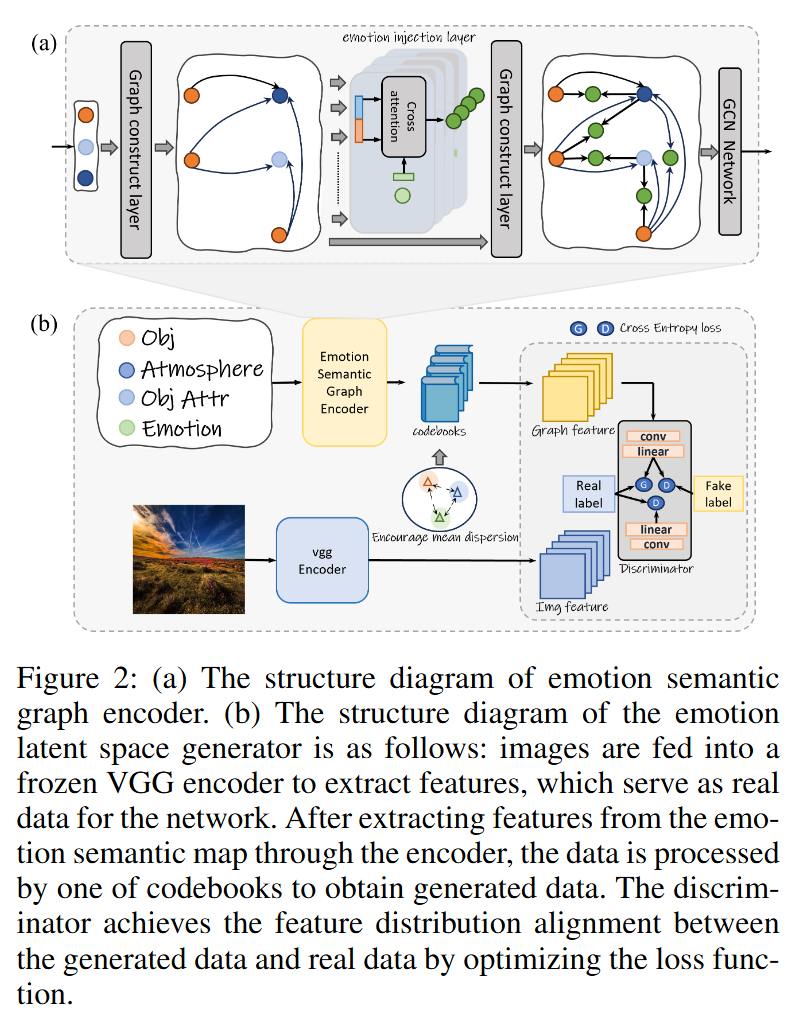 (a)
emotion injection layer
Graph construct layer
Cross
attention
Graph construct layer
GCN Network
(b)
Obj
Atmosphere
Obj Attr
Emotion
Emotion
Semantic
Graph
Encoder
codebooks
G D Cross Entropy loss
Graph feature
conv
linear
Real
label
G
D
D
Fake
label
linear
conv
Discriminator
Encourage mean dispersion
vgg
Encoder
Img feature
Figure 2: (a) The structure diagram of emotion semantic
graph encoder. (b) The structure diagram of the emotion
latent space generator is as follows: images are fed into a
frozen VGG encoder to extract features, which serve as real
data for the network. After extracting features from the emo-
tion semantic map through the encoder, the data is processed
by one of codebooks to obtain generated data. The discrim-
inator achieves the feature distribution alignment between
the generated data and real data by optimizing the loss func-
tion.